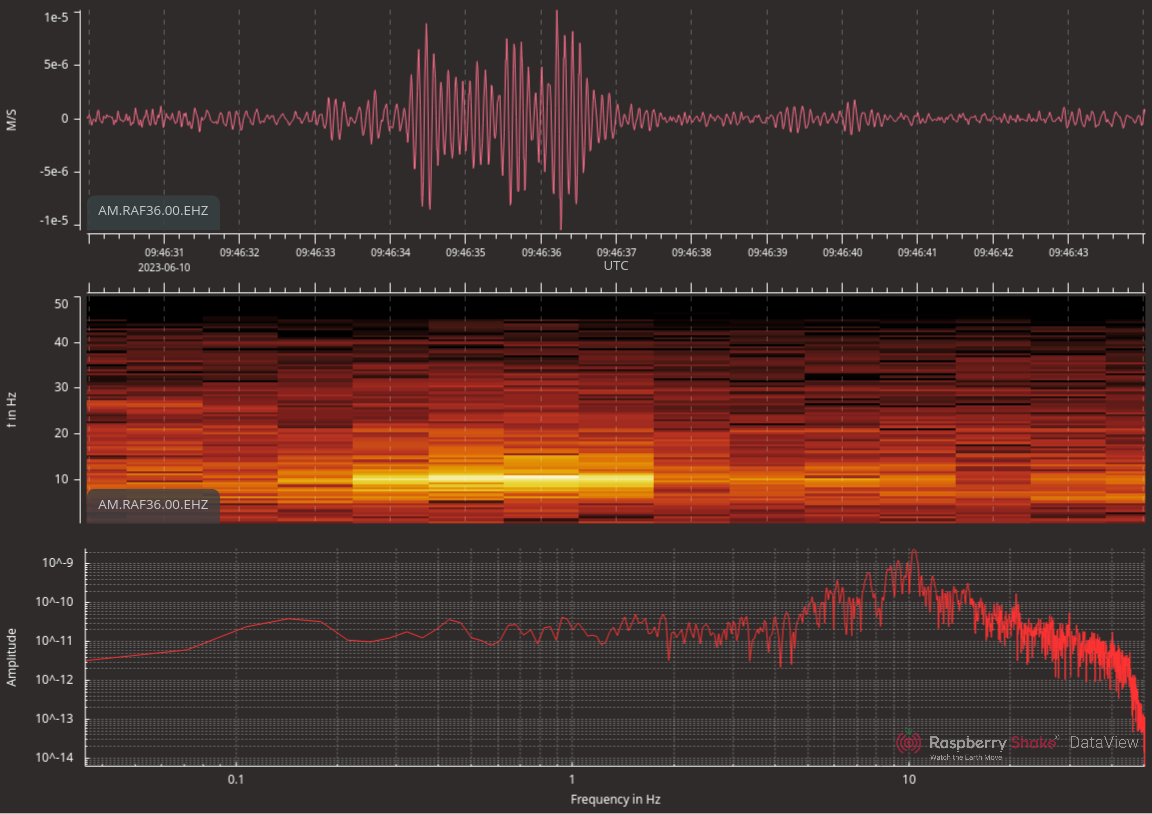 1e-5
5e-6
M/S
0
-5e-6
-1e-5
AM.RAF36.00.EHZ
09:46:31 09:46:32 09:46:33 09:46:34 09:46:35 09:46:36 09:46:37 09:46:38 09:46:39 09:46:40 09:46:41 09:46:42 09:46:43
2023-06-10
UTC
50
40
30
f in Hz
20
10
AM.RAF36.00.EHZ
10^-9
10^-10
10^-11
Amplitude
10^-12
10^-13
10^-14
Raspberry Shake DataView
Watch the Earth Move
0.1 1 10
Frequency in Hz